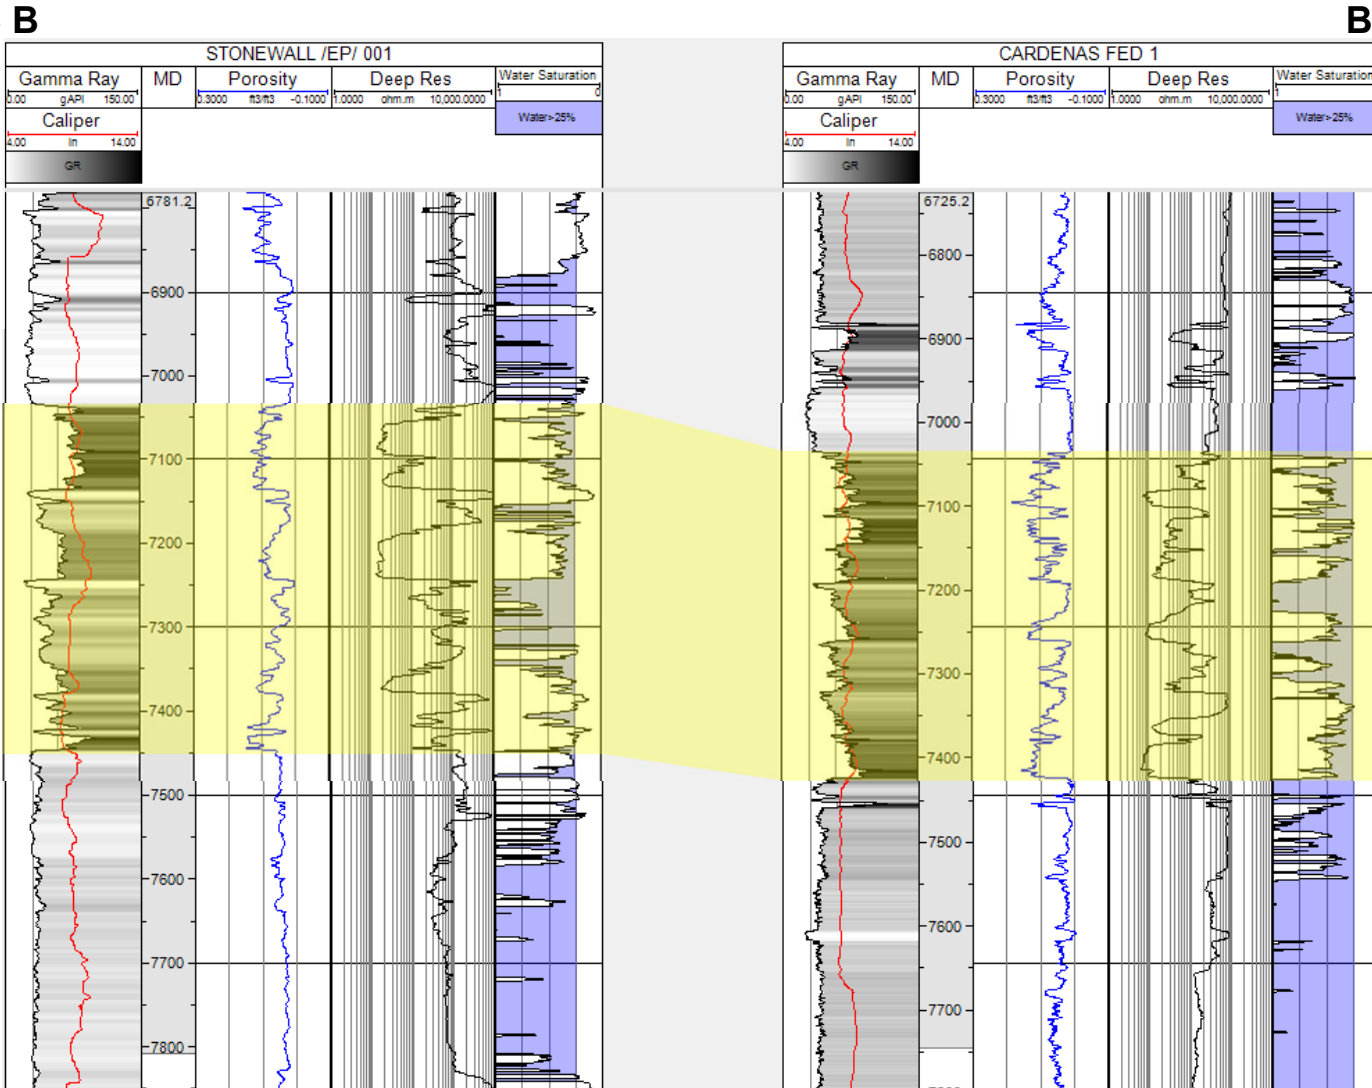 B B
STONEWALL /EP/ 001
Gamma Ray MD Porosity Deep Res Water Saturation
0.00 gAPI 150.00 0.3000 ft3/ft3 -0.1000 1.0000 ohm.m 10,000.0000 1 0
Caliper Water>25%
4.00 in 14.00
GR
6781.2
6900
7000
7100
7200
7300
7400
7500
7600
7700
7800
CARDENAS FED 1
Gamma Ray MD Porosity Deep Res Water Saturation
0.00 gAPI 150.00 0.3000 ft3/ft3 -0.1000 1.0000 ohm.m 10,000.0000 1
Caliper Water>25%
4.00 in 14.00
GR
6725.2
6800
6900
7000
7100
7200
7300
7400
7500
7600
7700